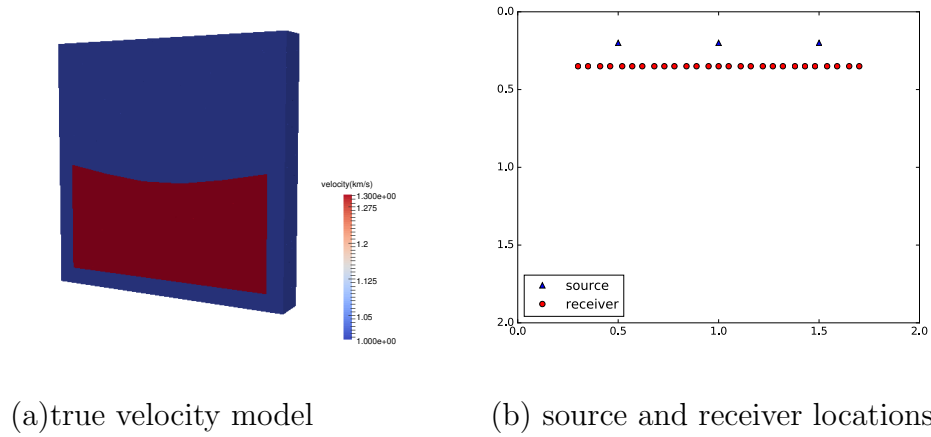 velocity(km/s)
1.300e+00
1.275
1.2
1.125
1.05
1.000e+00
0.0
0.5
1.0
1.5
2.0
source
receiver
0.0 0.5 1.0 1.5 2.0
(a)true velocity model
(b) source and receiver locations